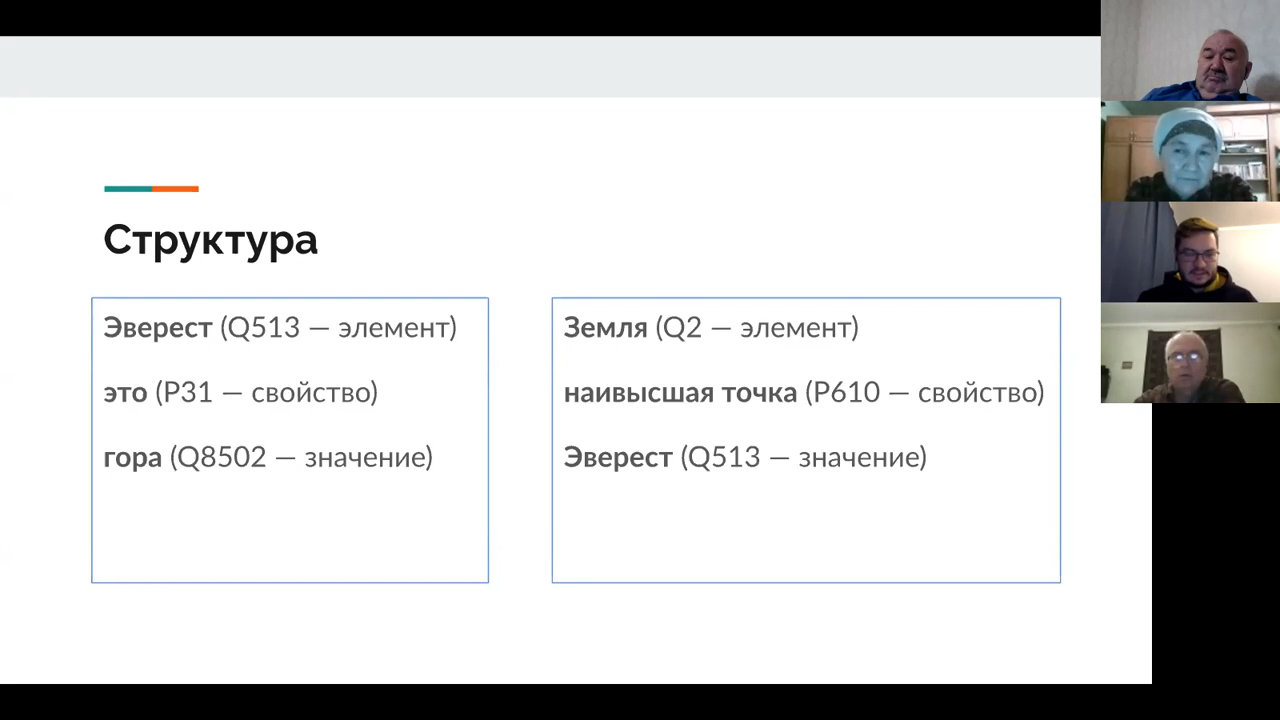 Структура
Эверест (Q513 — элемент)
это (P31 — свойство)
гора (Q8502 — значение)
Земля (Q2 — элемент)
наивысшая точка (P610 — свойство)
Эверест (Q513 — значение)